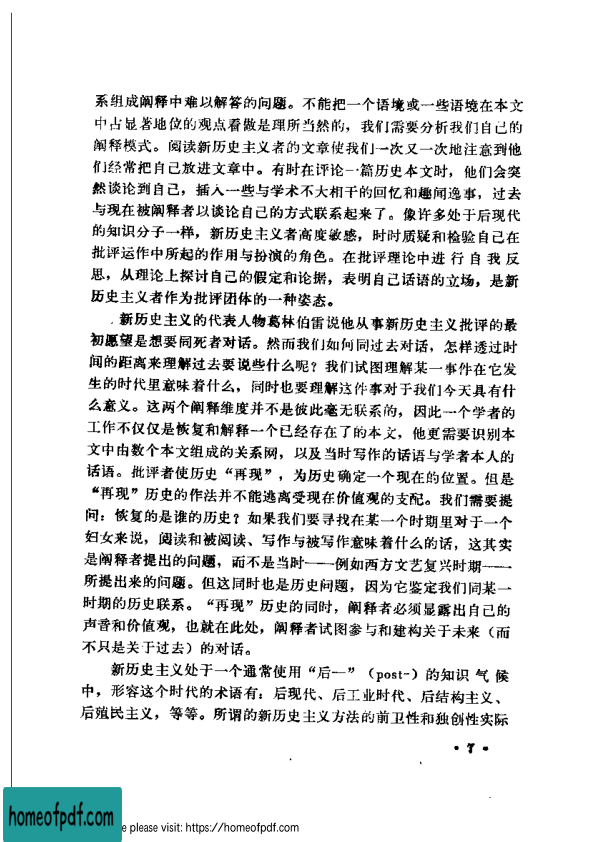 系组成阐释中难以解答的问题。不能把一个语境或一些语境在本文
中占显著地位的观点看做是理所当然的，我们需要分析我们自己的
阐释模式。阅读新历史主义者的文章使我们一次又一次地注意到他
们经常把自己放进文章中。有时在评论一篇历史本文时，他们会突
然谈论到自己，插入一些与学术不大相干的回忆和趣闻逸事，过去
与现在被阐释者以谈论自己的方式联系起来了。像许多处于后现代
的知识分子一样，新历史主义者高度敏感，时时质疑和检验自己在
批评运作中所起的作用与扮演的角色。在批评理论中进行自我反
思，从理论上探讨自己的假定和论据，表明自己话语的立场，是新
历史主义者作为批评团体的一种姿态。
新历史主义的代表人物葛林伯雷说他从事新历史主义批评的最
初愿望是想要同死者对话。然而我们如何同过去对话，怎样透过时
间的距离来理解过去要说些什么呢？我们试图理解某一事件在它发
生的时代里意味着什么，同时也要理解这件事对于我们今天具有什
么意义。这两个阐释维度并不是彼此毫无联系的，因此一个学者的
工作不仅仅是恢复和解释一个已经存在了的本文，他更需要识别本
文中由数个本文组成的关系网，以及当时写作的话语与学者本人的
话语。批评者使历史“再现”，为历史确定一个现在的位置。但是
“再现”历史的作法并不能逃离受现在价值观的支配。我们需要提
问：恢复的是谁的历史？如果我们要寻找在某一个时期里对于一个
妇女来说，阅读和被阅读、写作与被写作意味着什么的话，这其实
是阐释者提出的问题，而不是当时——例如西方文艺复兴时期——
所提出来的问题。但这同时也是历史问题，因为它鉴定我们同某一
时期的历史联系。“再现”历史的同时，阐释者必须显露出自己的
声音和价值观，也就在此处，阐释者试图参与和建构关于未来（而
不只是关于过去）的对话。
新历史主义处于一个通常使用“后—”（post-）的知识气候
中，形容这个时代的术语有：后现代、后工业时代、后结构主义、
后殖民主义，等等。所谓的新历史主义方法的前卫性和独创性实际
• 7 •
homeofpdf.com
e please visit: https://homeofpdf.com